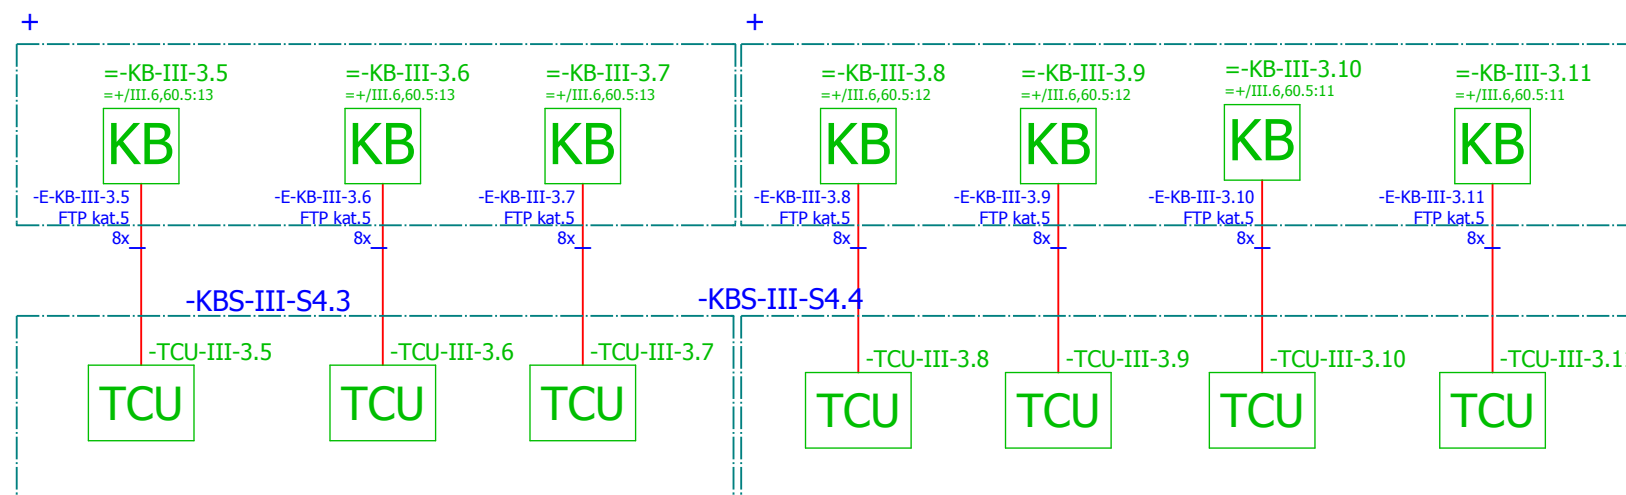 + +
=-KB-III-3.5 =-KB-III-3.6 =-KB-III-3.7 =-KB-III-3.8 =-KB-III-3.9 =-KB-III-3.10 =-KB-III-3.11
=+/III.6,60.5:13 =+/III.6,60.5:13 =+/III.6,60.5:13 =+/III.6,60.5:12 =+/III.6,60.5:12 =+/III.6,60.5:11 =+/III.6,60.5:11
KB KB KB KB KB KB KB
-E-KB-III-3.5 -E-KB-III-3.6 -E-KB-III-3.7 -E-KB-III-3.8 -E-KB-III-3.9 -E-KB-III-3.10 -E-KB-III-3.11
FTP kat.5 FTP kat.5 FTP kat.5 FTP kat.5 FTP kat.5 FTP kat.5 FTP kat.5
8x 8x 8x 8x 8x 8x 8x
-KBS-III-S4.3 -KBS-III-S4.4
-TCU-III-3.5 -TCU-III-3.6 -TCU-III-3.7 -TCU-III-3.8 -TCU-III-3.9 -TCU-III-3.10 -TCU-III-3.1
TCU TCU TCU TCU TCU TCU TCU